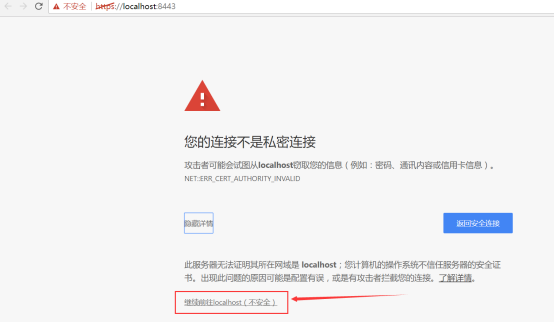 不安全 https://localhost:8443
您的连接不是私密连接
攻击者可能会试图从localhost窃取您的信息（例如：密码、通讯内容或信用卡信息）。
NET::ERR_CERT_AUTHORITY_INVALID
隐藏详情
返回安全连接
此服务器无法证明其所在网域是 localhost；您计算机的操作系统不信任服务器的安全证
书。出现此问题的原因可能是配置有误，或是有攻击者拦截您的连接。了解详情。
继续前往localhost（不安全）